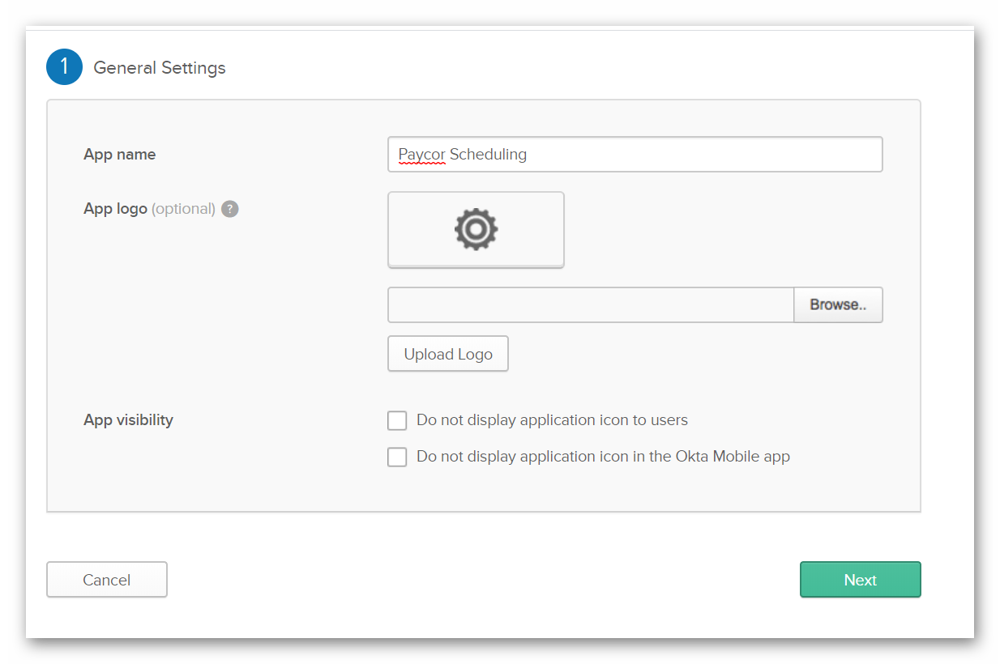 1 General Settings
App name Paycor Scheduling
App logo (optional) ?
Browse..
Upload Logo
App visibility Do not display application icon to users
Do not display application icon in the Okta Mobile app
Cancel Next